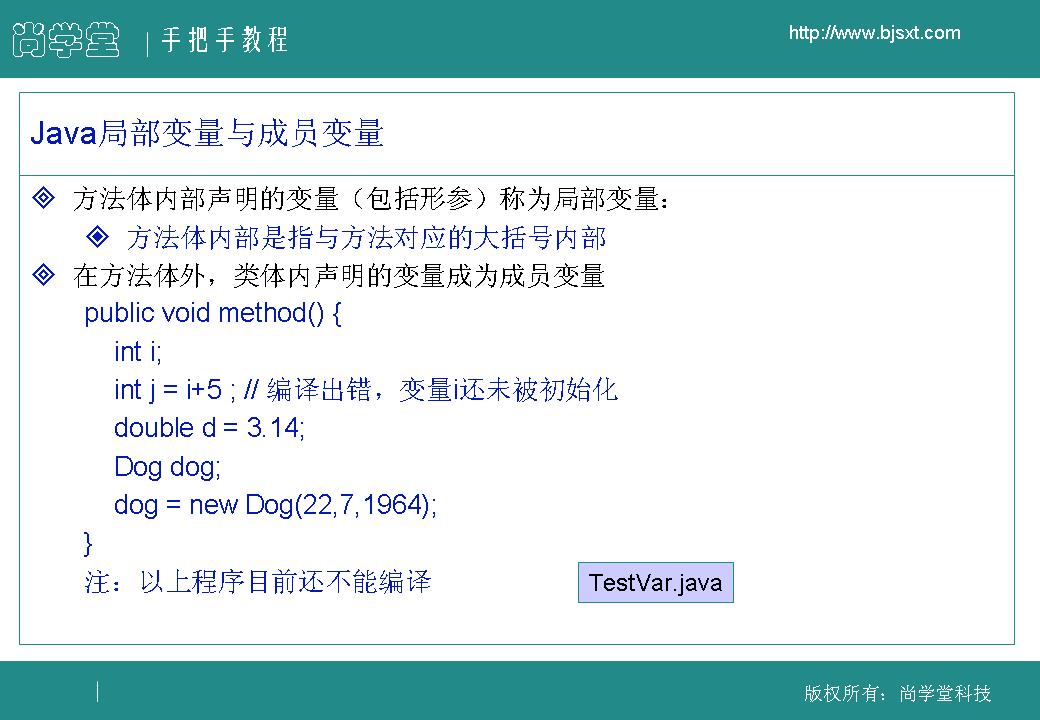 尚学堂
手把手教程
http://www.bjsxt.com
Java局部变量与成员变量
方法体内部声明的变量（包括形参）称为局部变量：
方法体内部是指与方法对应的大括号内部
在方法体外，类体内声明的变量成为成员变量
public void method() {
int i;
int j = i+5 ; // 编译出错，变量i还未被初始化
double d = 3.14;
Dog dog;
dog = new Dog(22,7,1964);
}
注：以上程序目前还不能编译
TestVar.java
版权所有：尚学堂科技